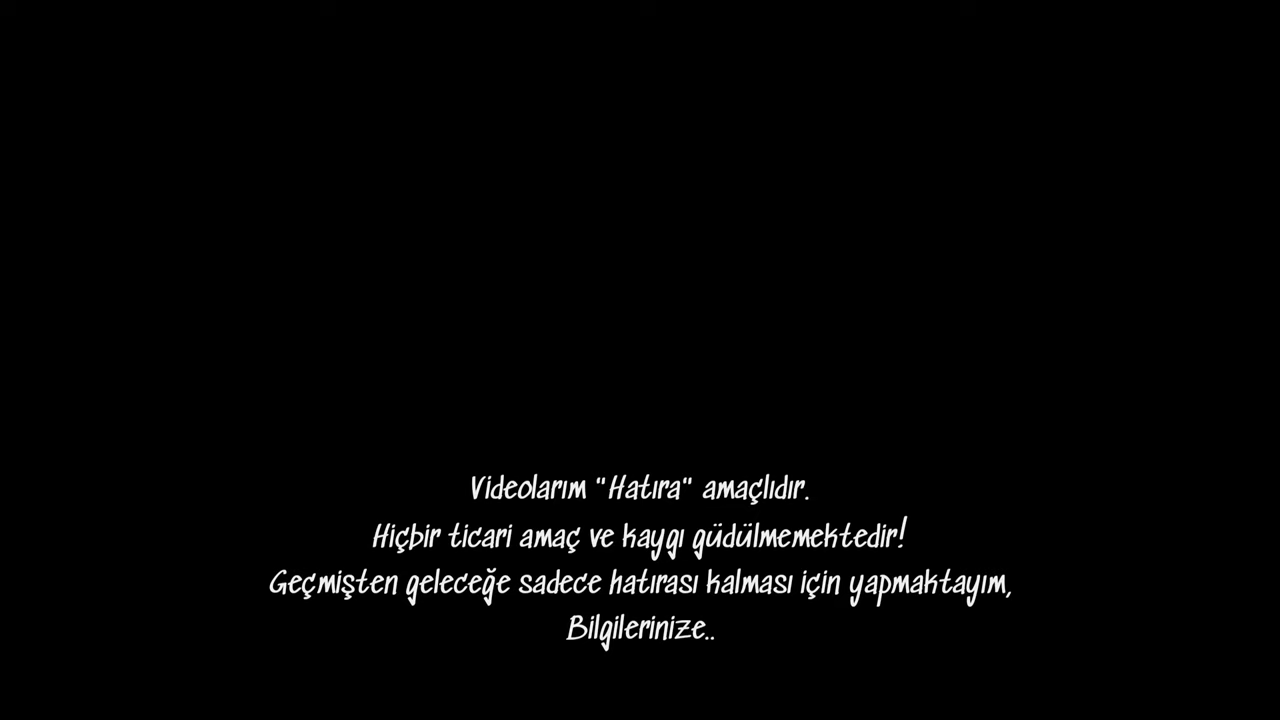 Videolarım "Hatıra" amaçlıdır.
Hiçbir ticari amaç ve kaygı güdülmemektedir!
Geçmişten geleceğe sadece hatırası kalması için yapmaktayım,
Bilgilerinize..